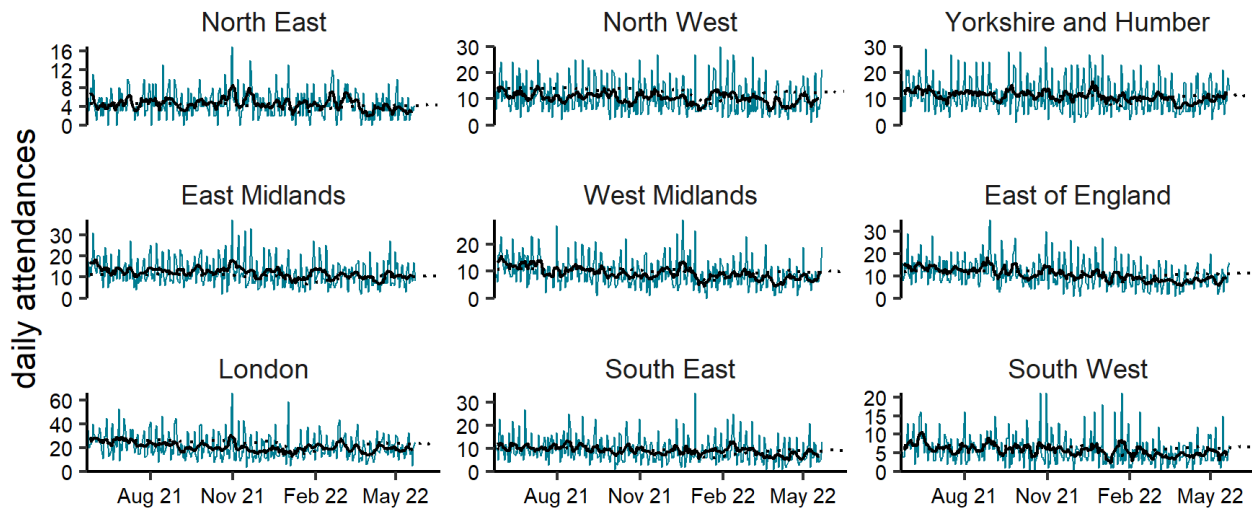 daily attendances
North East
16
12
8
4
0
North West
30
20
10
0
Yorkshire and Humber
30
20
10
0
East Midlands
30
20
10
0
West Midlands
20
10
0
East of England
30
20
10
0
London
60
40
20
0
Aug 21 Nov 21 Feb 22 May 22
South East
30
20
10
0
Aug 21 Nov 21 Feb 22 May 22
South West
20
15
10
5
0
Aug 21 Nov 21 Feb 22 May 22